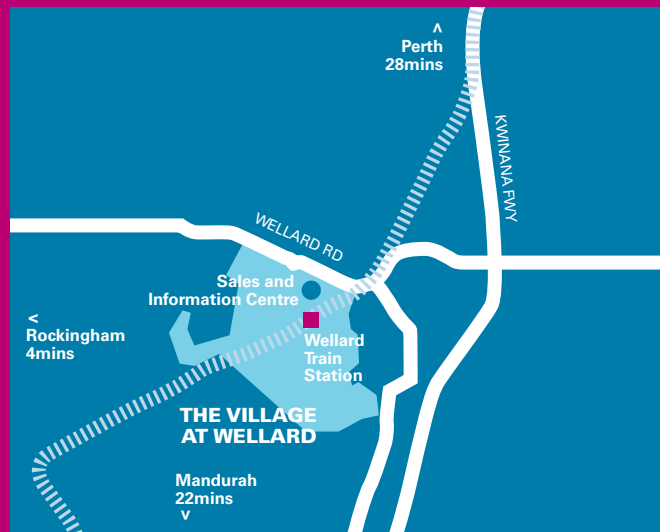 ^
Perth
28mins
KWINANA FWY
WELLARD RD
Sales and
Information Centre
<
Rockingham
4mins
Wellard
Train
Station
THE VILLAGE
AT WELLARD
Mandurah
22mins
v